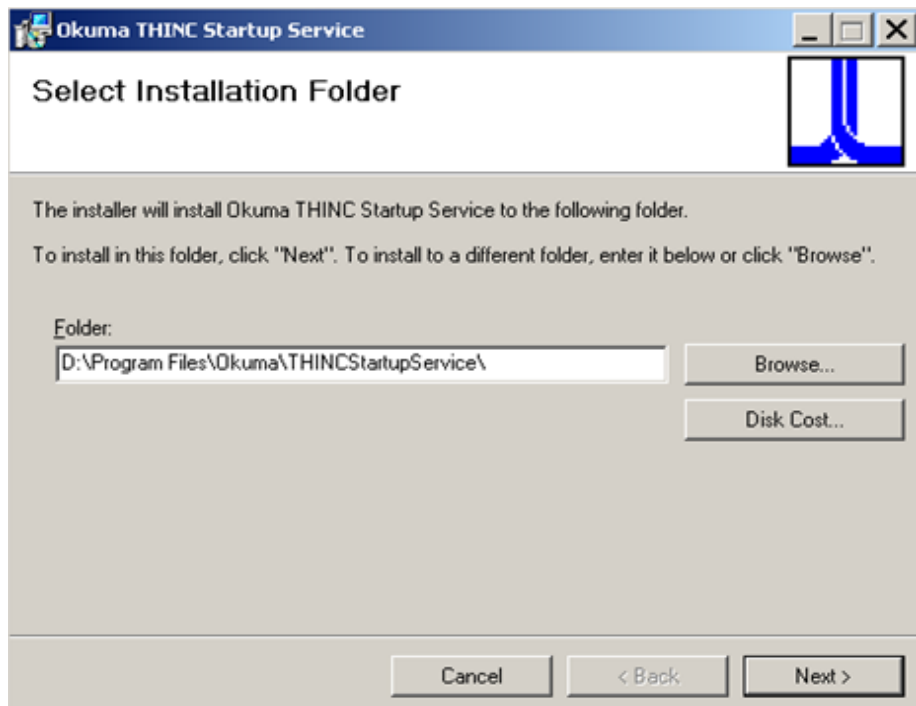 Okuma THINC Startup Service
Select Installation Folder
The installer will install Okuma THINC Startup Service to the following folder.
To install in this folder, click "Next". To install to a different folder, enter it below or click "Browse".
Folder:
D:\Program Files\Okuma\THINCStartupService\
Browse...
Disk Cost...
Cancel
< Back
Next >